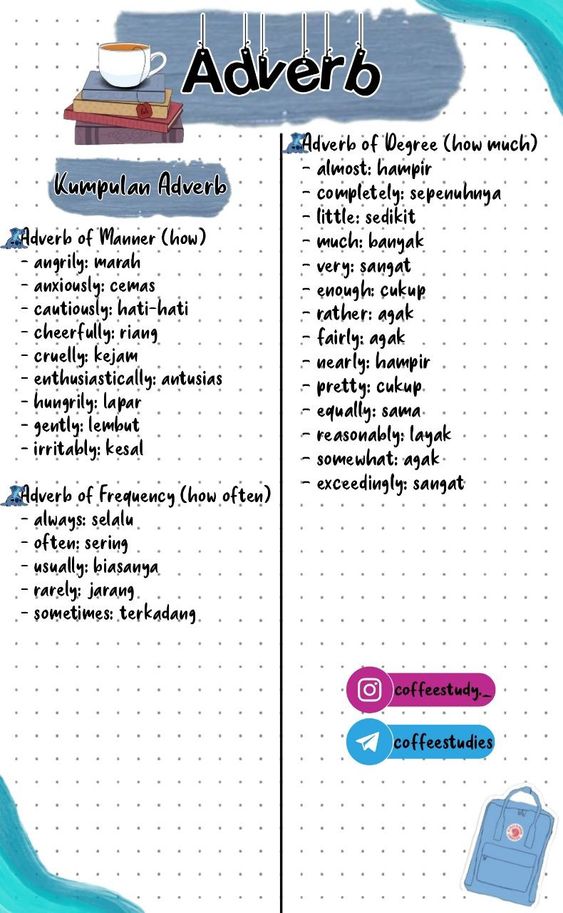 Adverb
Kumpulan Adverb
Adverb of Manner (how)
- angrily: marah
- anxiously: cemas
- cautiously: hati-hati
- cheerfully: riang
- cruelly: kejam
- enthusiastically: antusias
- hungrily: lapar
- gently: lembut
- irritably: kesal
Adverb of Frequency (how often)
- always: selalu
- often: sering
- usually: biasanya
- rarely: jarang
- sometimes: terkadang
Adverb of Degree (how much)
- almost: hampir
- completely: sepenuhnya
- little: sedikit
- much: banyak
- very: sangat
- enough: cukup
- rather: agak
- fairly: agak
- nearly: hampir
- pretty: cukup
- equally: sama
- reasonably: layak
- somewhat: agak
- exceedingly: sangat
coffeestudy._
coffeestudies